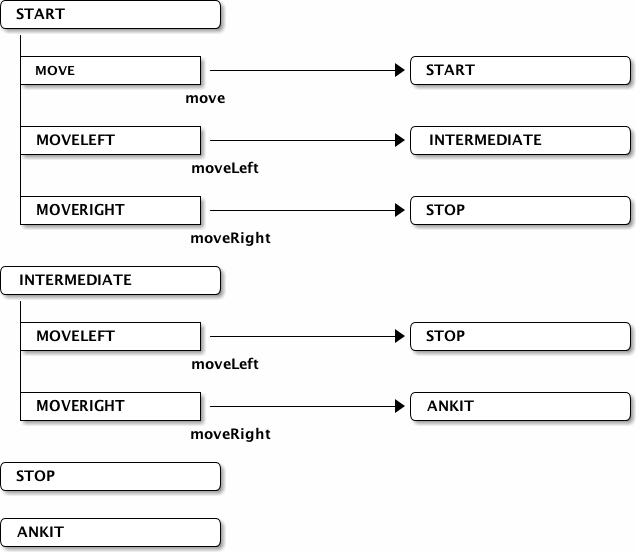 START
MOVE
START
move
MOVELEFT
INTERMEDIATE
moveLeft
MOVERIGHT
STOP
moveRight
INTERMEDIATE
MOVELEFT
STOP
moveLeft
MOVERIGHT
ANKIT
moveRight
STOP
ANKIT